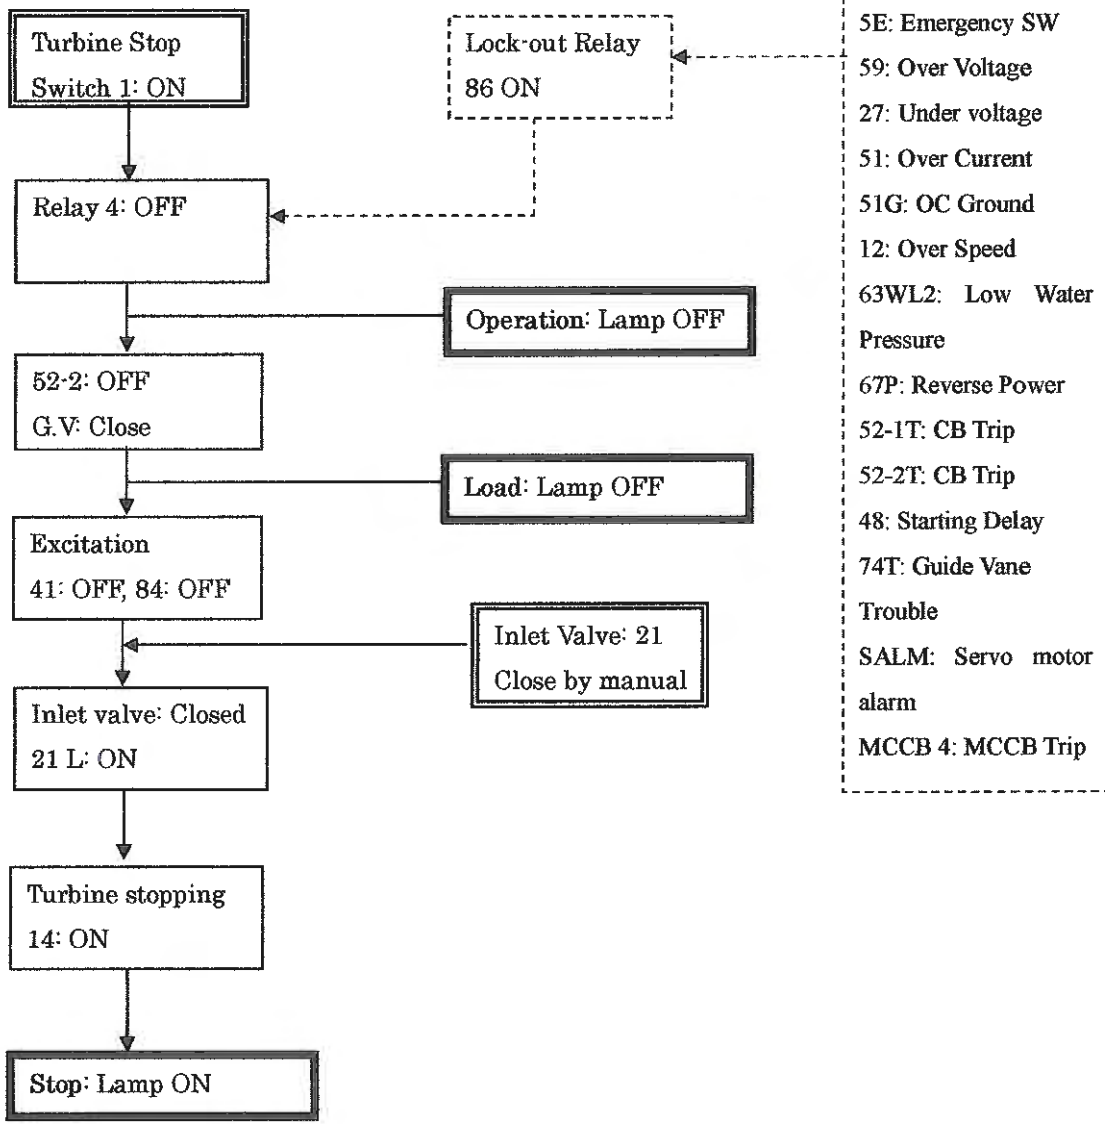 Turbine Stop
Switch 1: ON
Lock-out Relay
86 ON
Relay 4: OFF
Operation: Lamp OFF
52-2: OFF
G.V: Close
Load: Lamp OFF
Excitation
41: OFF, 84: OFF
Inlet Valve: 21
Close by manual
Inlet valve: Closed
21 L: ON
Turbine stopping
14: ON
Stop: Lamp ON
5E: Emergency SW
59: Over Voltage
27: Under voltage
51: Over Current
51G: OC Ground
12: Over Speed
63WL2: Low Water
Pressure
67P: Reverse Power
52-1T: CB Trip
52-2T: CB Trip
48: Starting Delay
74T: Guide Vane
Trouble
SALM: Servo motor
alarm
MCCB 4: MCCB Trip